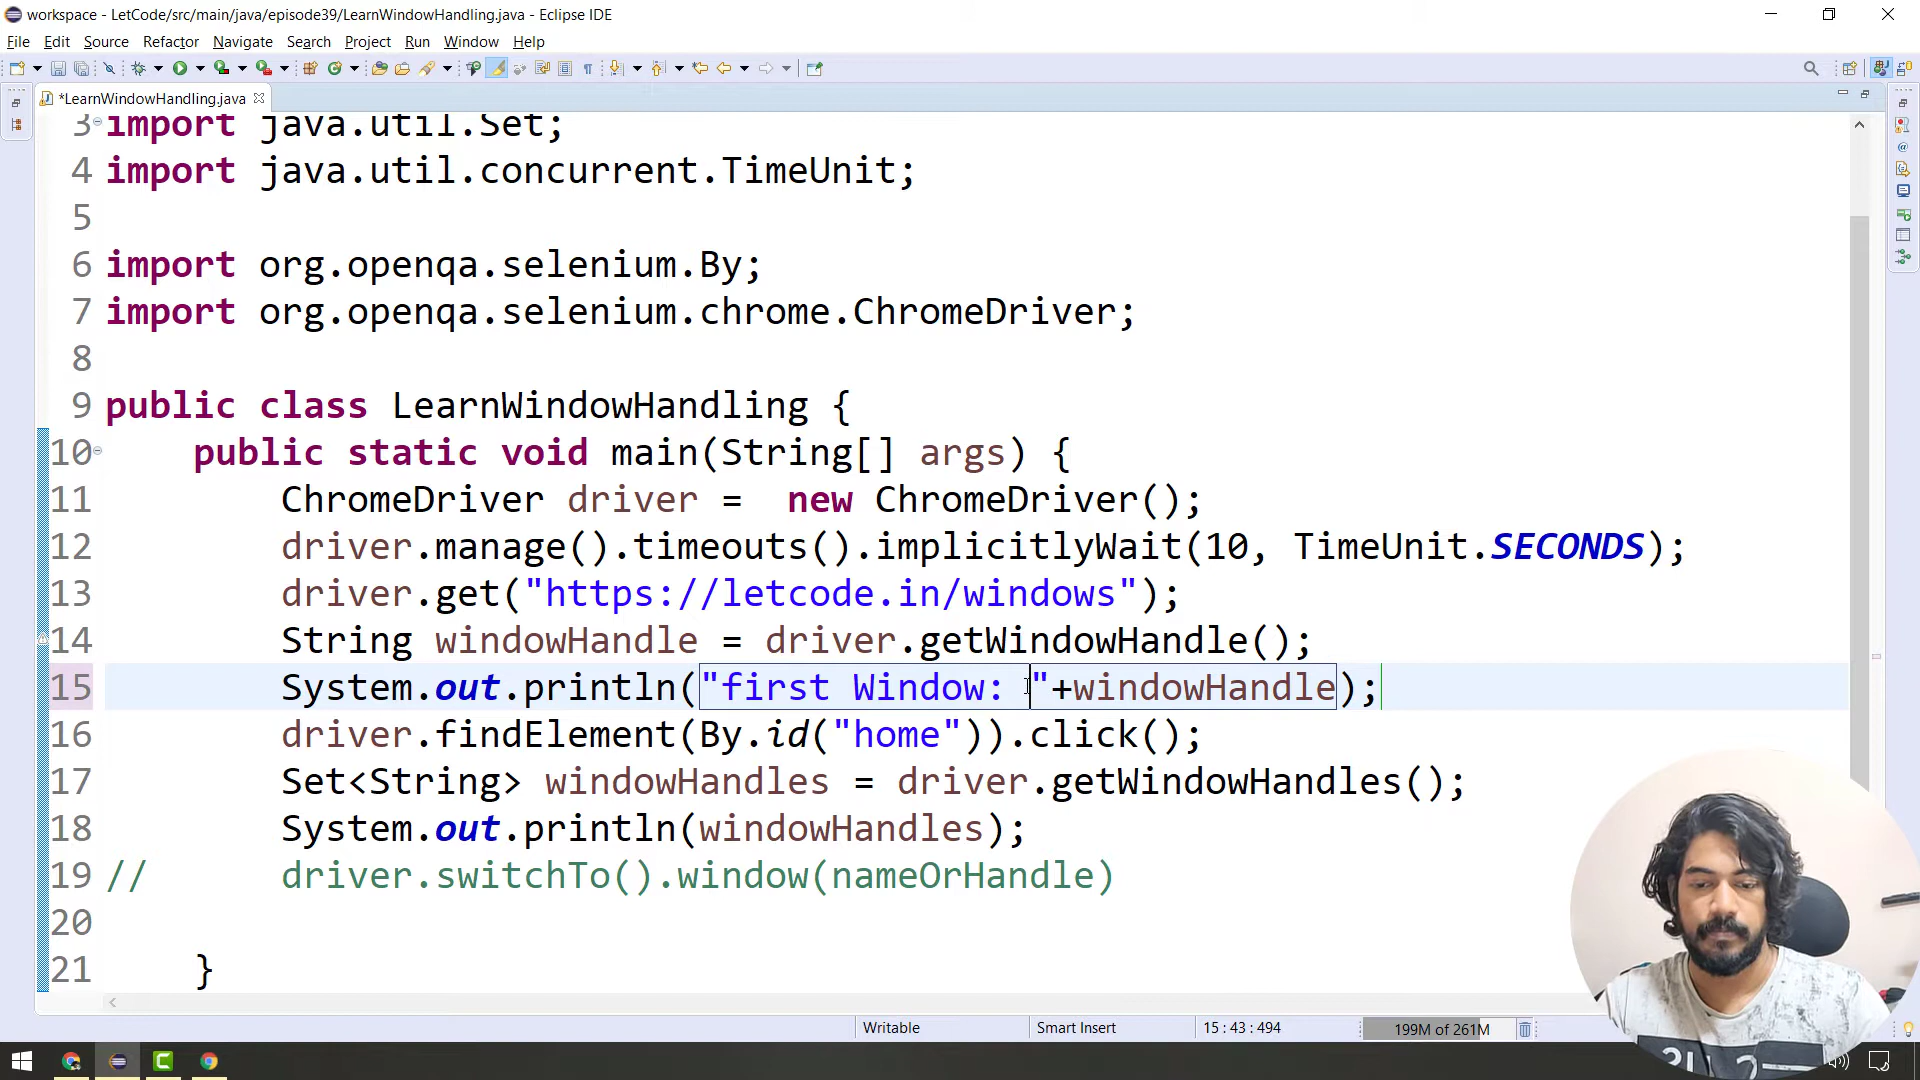 workspace - LetCode/src/main/java/episode39/LearnWindowHandling.java - Eclipse IDE
File Edit Source Refactor Navigate Search Project Run Window Help
*LearnWindowHandling.java
3 import java.util.Set;
4 import java.util.concurrent.TimeUnit;
5
6 import org.openqa.selenium.By;
7 import org.openqa.selenium.chrome.ChromeDriver;
8
9 public class LearnWindowHandling {
10 public static void main(String[] args) {
11 ChromeDriver driver =  new ChromeDriver();
12 driver.manage().timeouts().implicitlyWait(10, TimeUnit.SECONDS);
13 driver.get("https://letcode.in/windows");
14 String windowHandle = driver.getWindowHandle();
15 System.out.println("first Window: "+windowHandle);
16 driver.findElement(By.id("home")).click();
17 Set<String> windowHandles = driver.getWindowHandles();
18 System.out.println(windowHandles);
19 // driver.switchTo().window(nameOrHandle)
20
21 }
Writable Smart Insert 15 : 43 : 494 199M of 261M